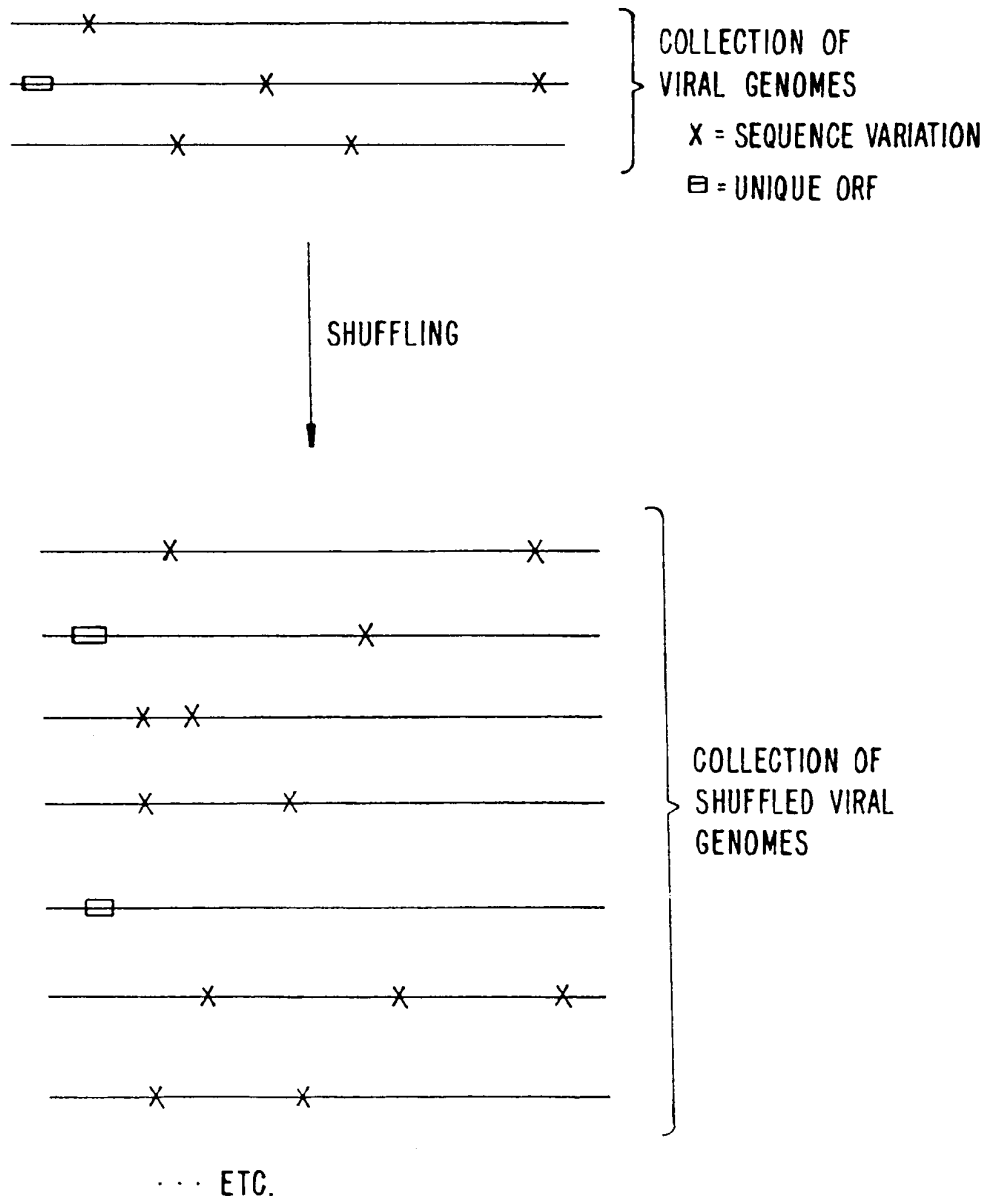 COLLECTION OF
VIRAL GENOMES
X = SEQUENCE VARIATION
= UNIQUE ORF
SHUFFLING
COLLECTION OF
SHUFFLED VIRAL
GENOMES
... ETC.